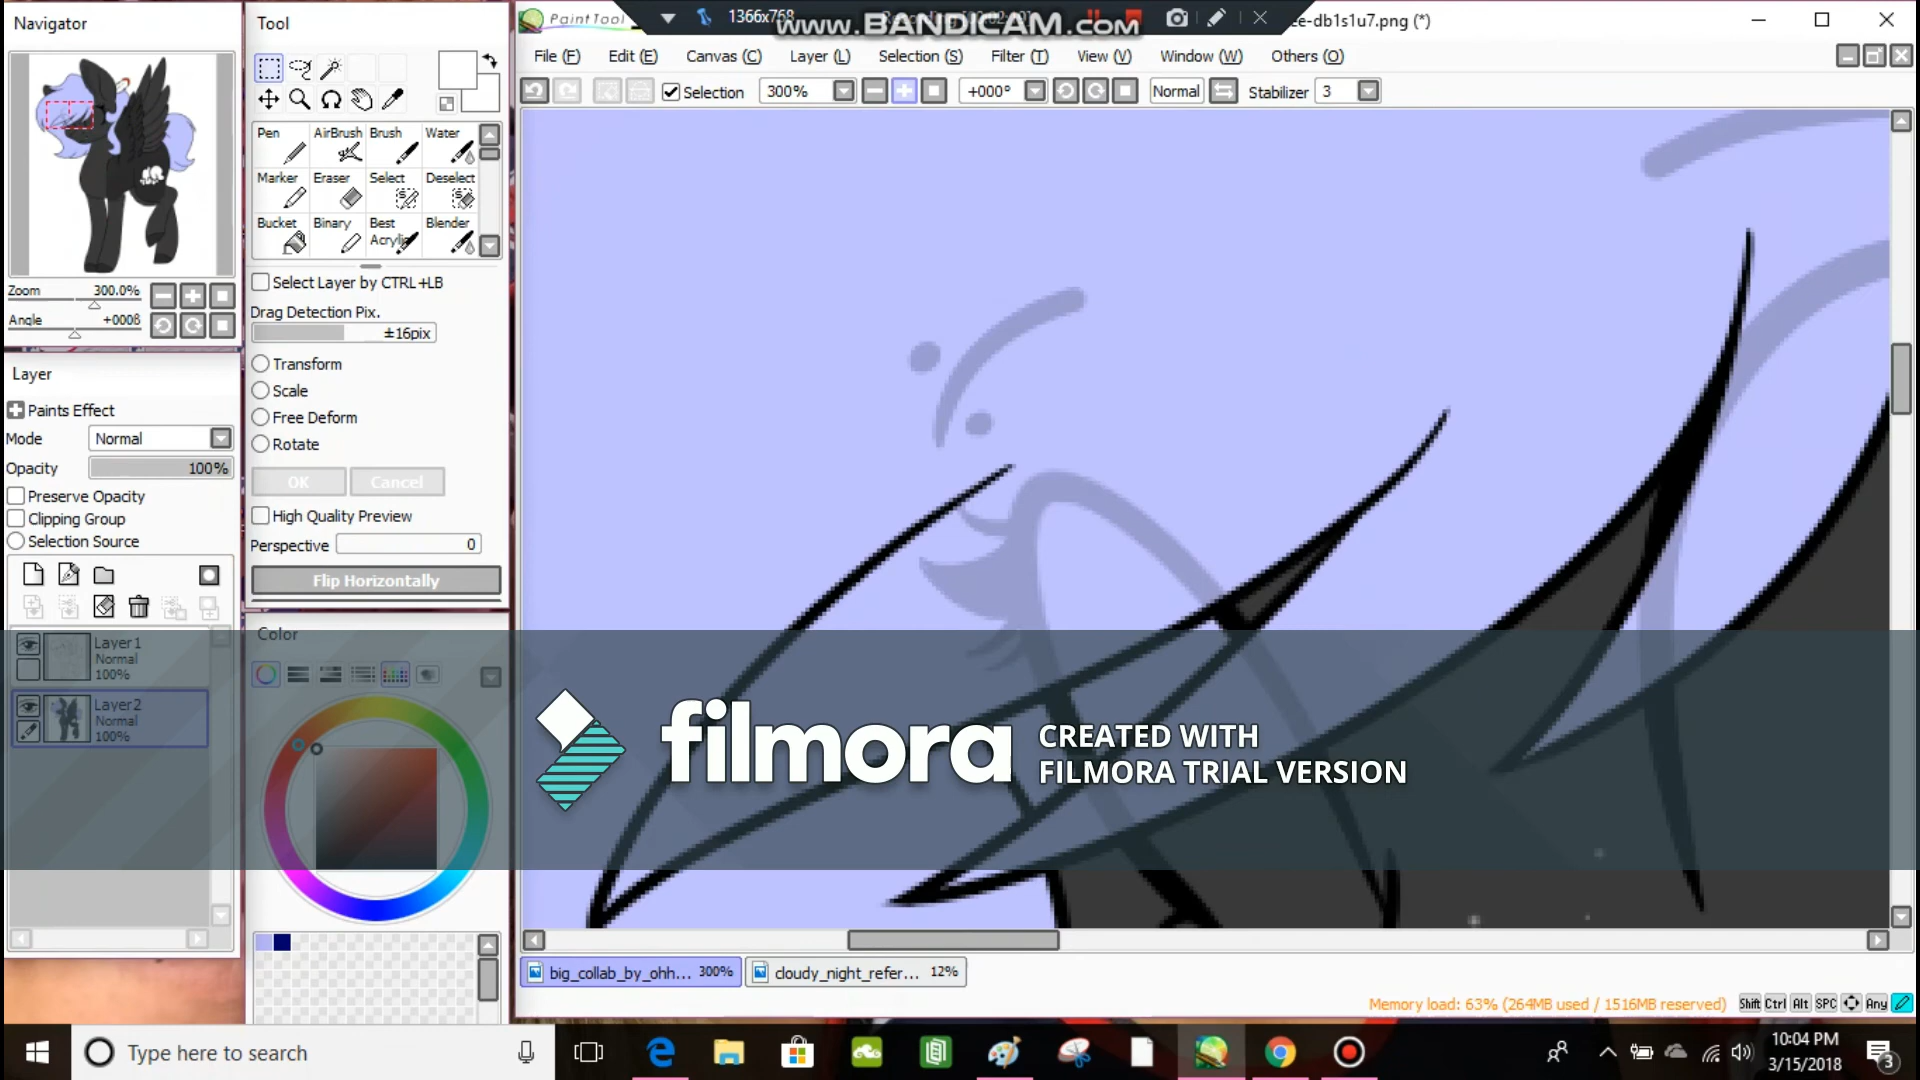 Navigator
Zoom 300.0%
Angle +000ß
Layer
Paints Effect
Mode Normal
Opacity 100%
Preserve Opacity
Clipping Group
Selection Source
Layer1
Normal
100%
Layer2
Normal
100%
Tool
Pen AirBrush Brush Water
Marker Eraser Select Deselect
Bucket Binary Best Acrylic Blender
Select Layer by CTRL+LB
Drag Detection Pix.
±16pix
Transform
Scale
Free Deform
Rotate
OK Cancel
High Quality Preview
Perspective 0
Flip Horizontally
Color
PaintTool
1366x768
www.BANDICAM.com
ee-db1s1u7.png (*)
File (F) Edit (E) Canvas (C) Layer (L) Selection (S) Filter (T) View (V) Window (W) Others (O)
Selection 300% +000° Normal Stabilizer 3
filmora
CREATED WITH
FILMORA TRIAL VERSION
big_collab_by_ohh... 300% cloudy_night_refer... 12%
Memory load: 63% (264MB used / 1516MB reserved) Shift Ctrl Alt SPC Any
Type here to search
10:04 PM
3/15/2018
3